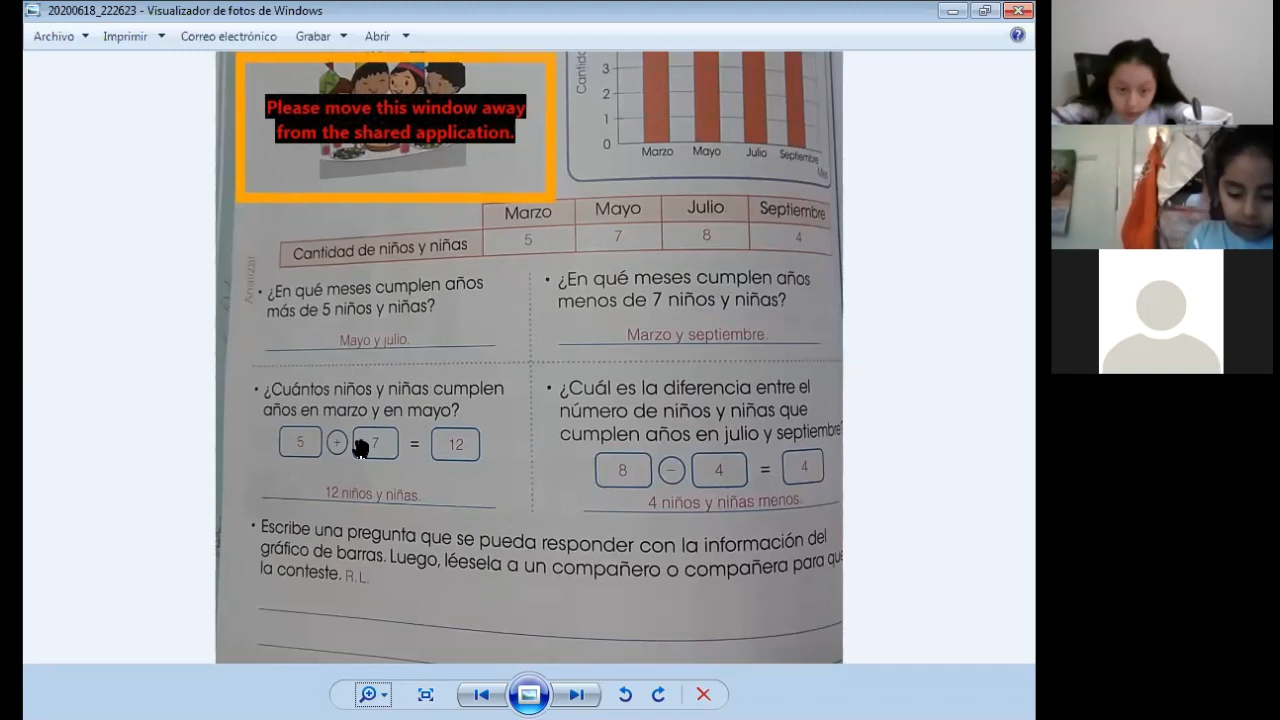 20200618_222623 - Visualizador de fotos de Windows
Archivo Imprimir Correo electrónico Grabar Abrir
Please move this window away
from the shared application.
3
2
1
0
Marzo Mayo Julio Septiembre
Marzo Mayo Julio Septiembre
Cantidad de niños y niñas 5 7 8 4
Analizar
• ¿En qué meses cumplen años
más de 5 niños y niñas?
Mayo y julio.
• ¿En qué meses cumplen años
menos de 7 niños y niñas?
Marzo y septiembre.
• ¿Cuántos niños y niñas cumplen
años en marzo y en mayo?
5 + 7 = 12
12 niños y niñas.
• ¿Cuál es la diferencia entre el
número de niños y niñas que
cumplen años en julio y septiembre?
8 - 4 = 4
4 niños y niñas menos.
• Escribe una pregunta que se pueda responder con la información del
gráfico de barras. Luego, léesela a un compañero o compañera para que
la conteste. R.L.